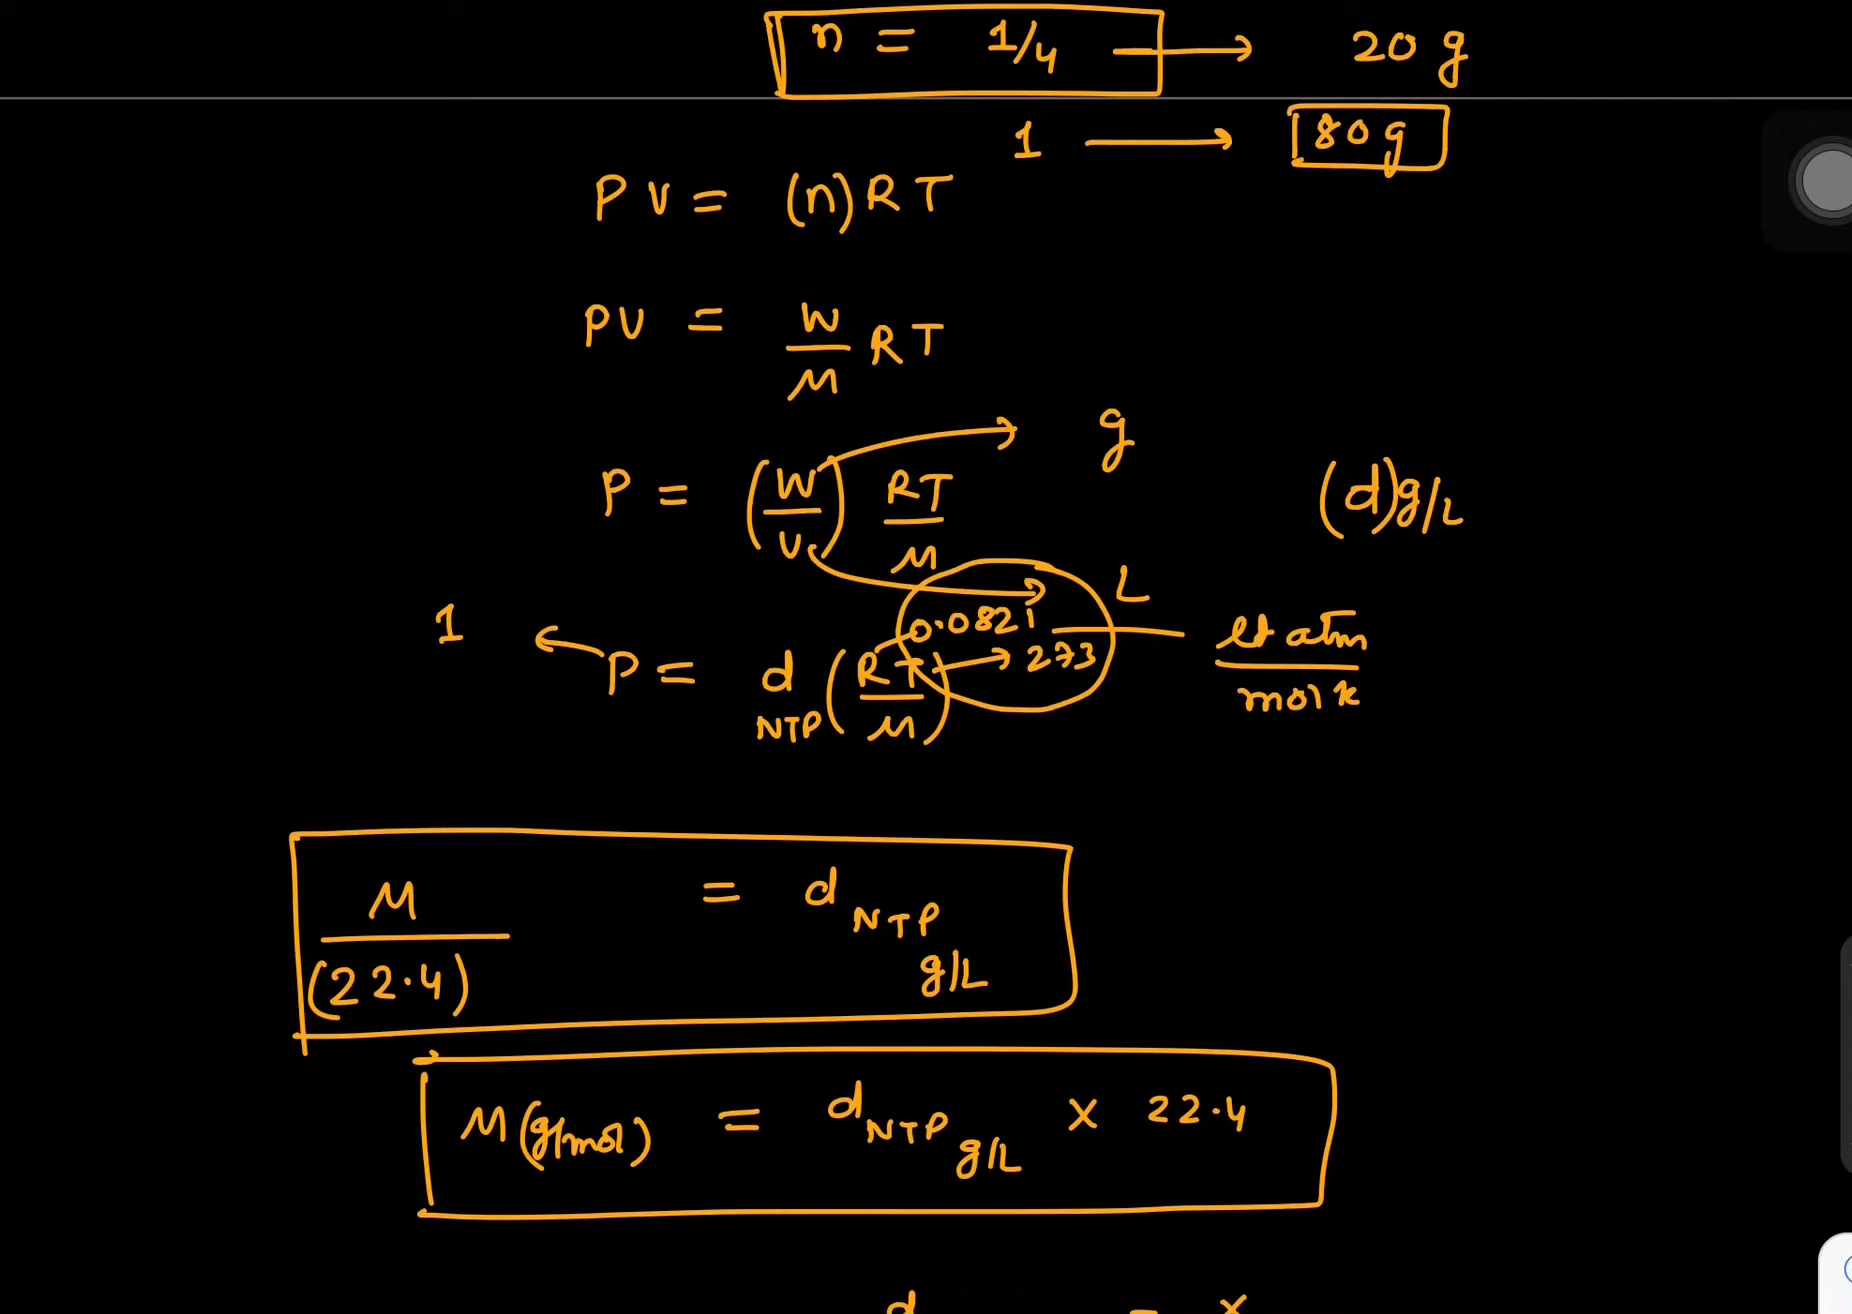 n = 1/4 → 20 g
1 → 80 g
PV = (n)RT
PV = W/M RT
P = (W/V) RT/M
g
(d)g/L
L
1
0.0821
273
lt atm/mol k
P = d NTP (RT/M)
M/(22.4) = d NTP g/L
M(g/mol) = d NTP g/L × 22.4
d = x